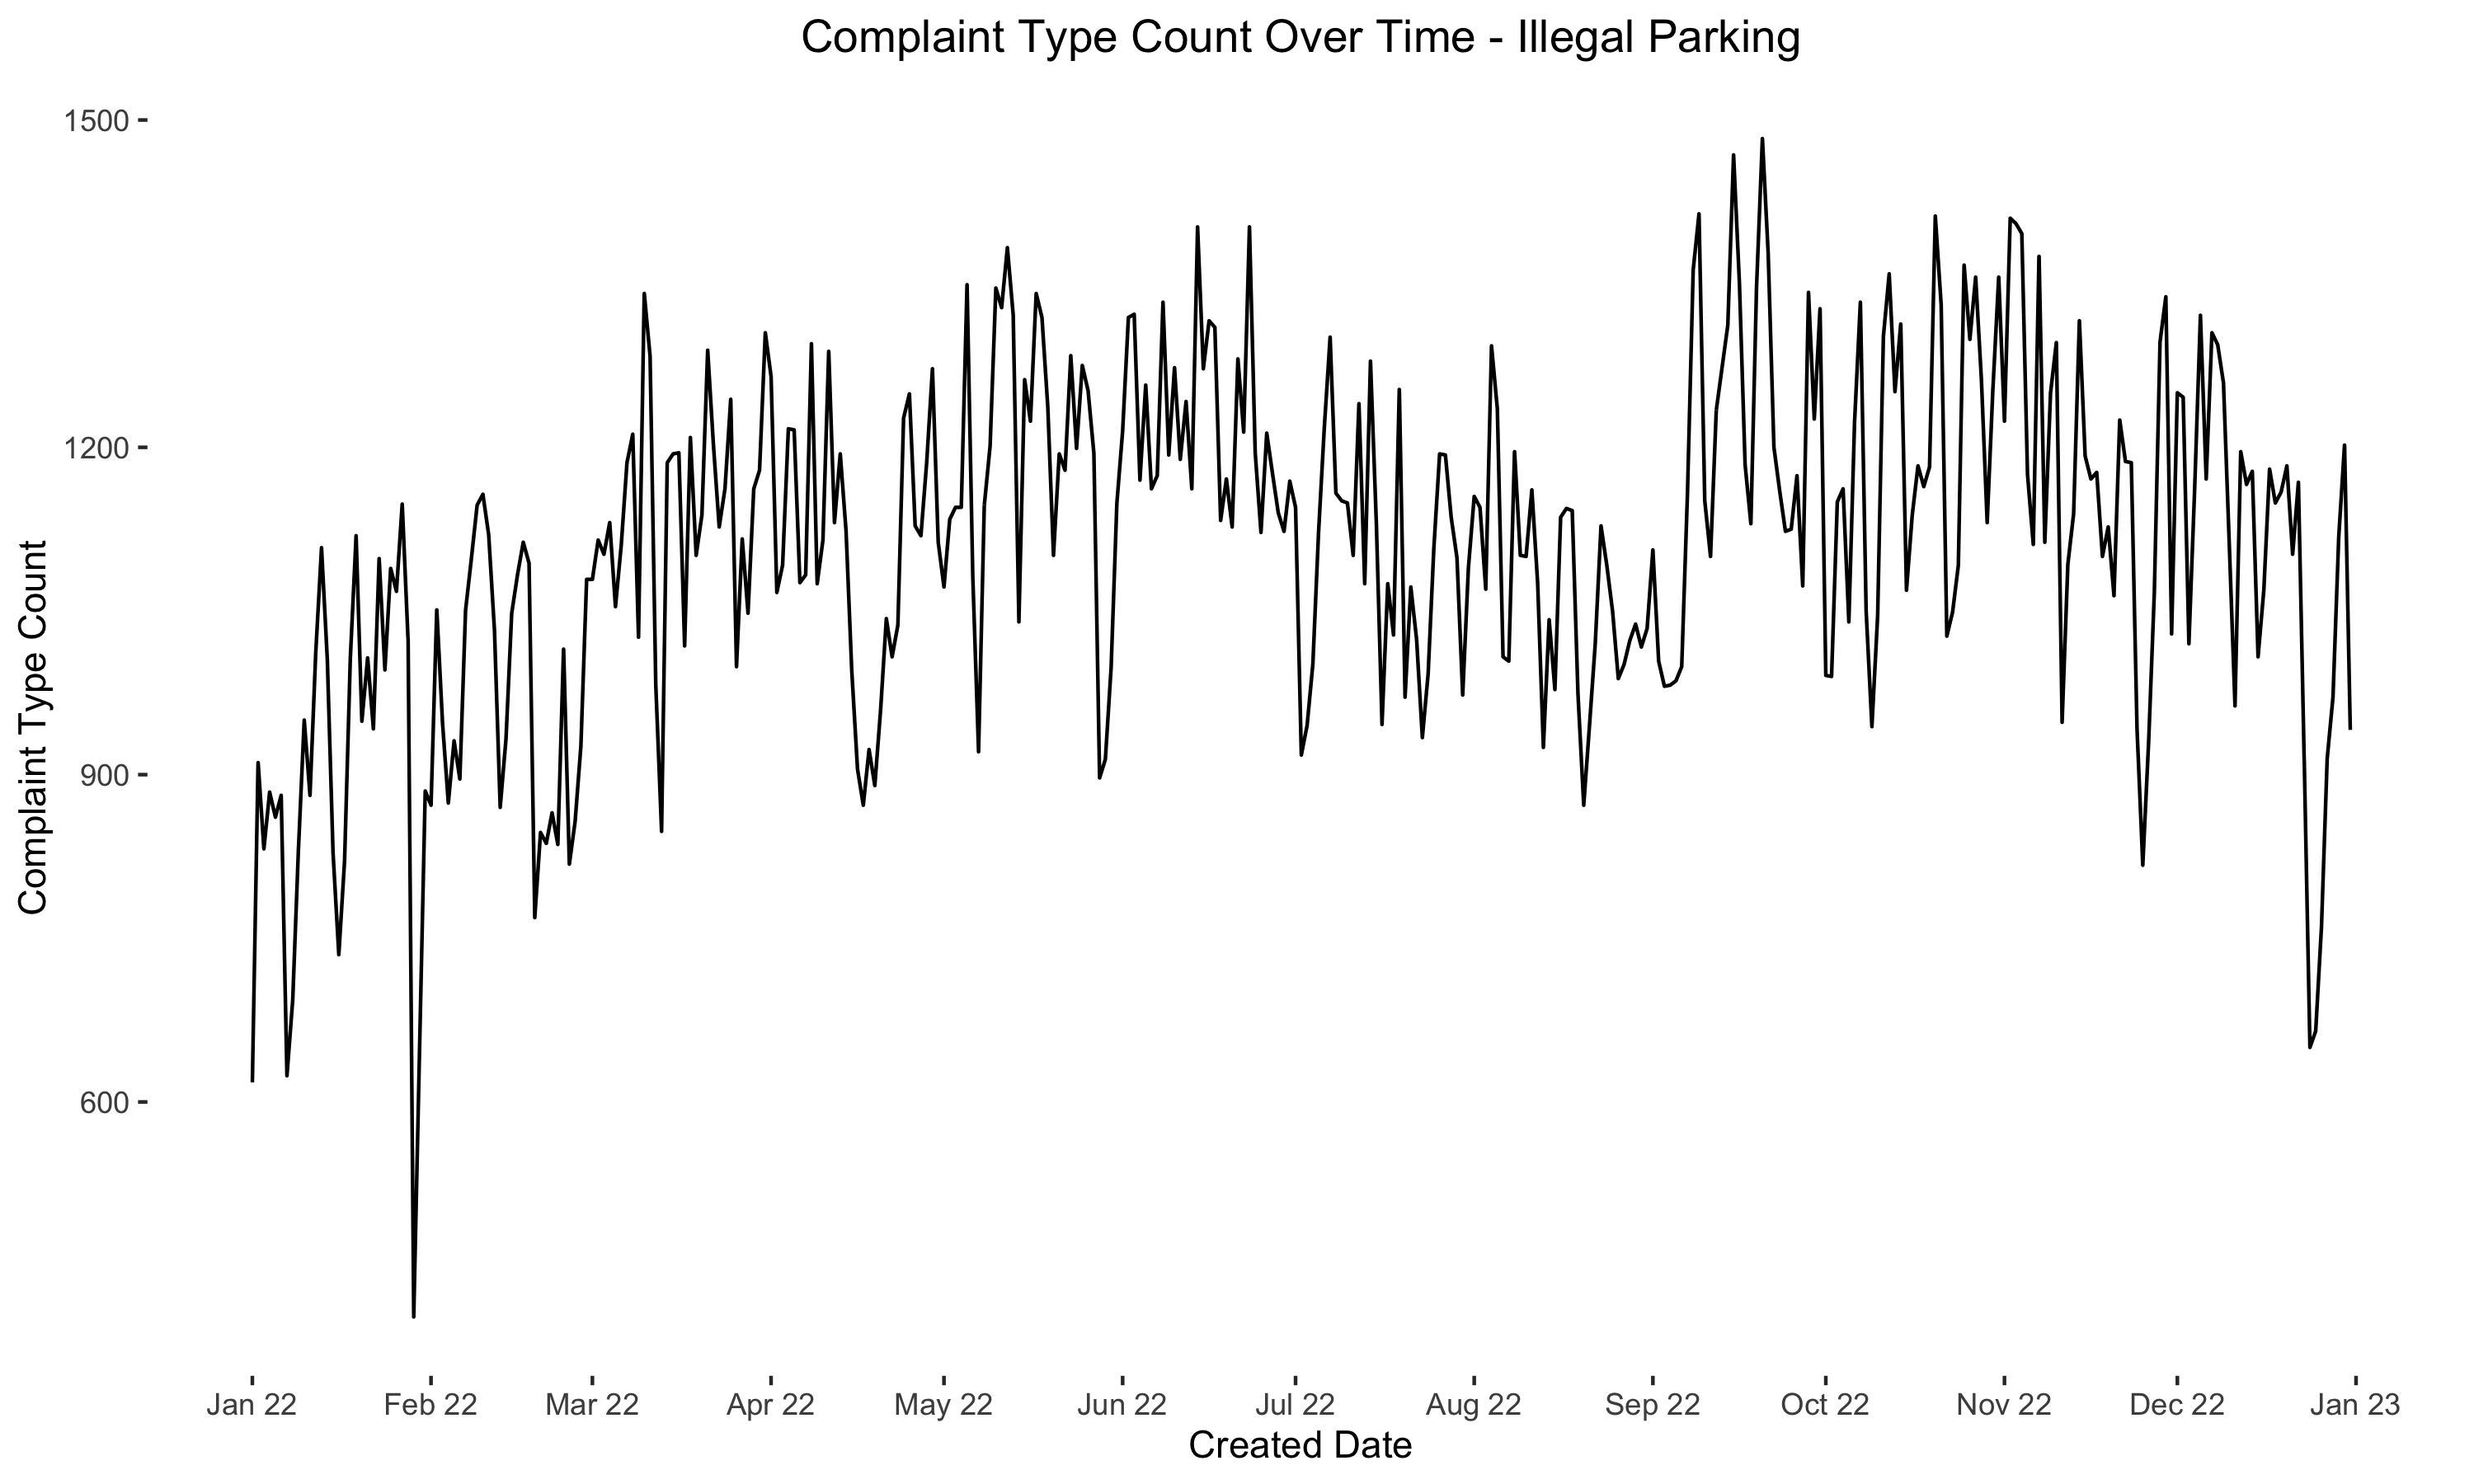 Complaint Type Count Over Time - Illegal Parking
Complaint Type Count
1500
1200
900
600
Jan 22
Feb 22
Mar 22
Apr 22
May 22
Jun 22
Jul 22
Aug 22
Sep 22
Oct 22
Nov 22
Dec 22
Jan 23
Created Date